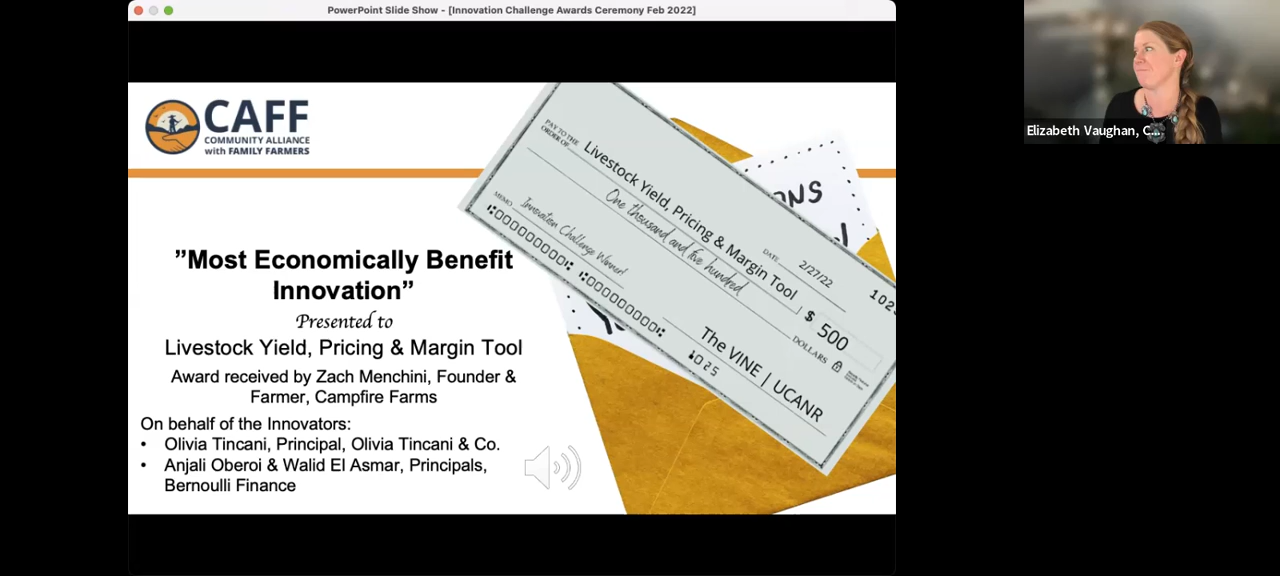 PowerPoint Slide Show - [Innovation Challenge Awards Ceremony Feb 2022]
CAFF
COMMUNITY ALLIANCE
with FAMILY FARMERS
”Most Economically Benefit
Innovation”
Presented to
Livestock Yield, Pricing & Margin Tool
Award received by Zach Menchini, Founder &
Farmer, Campfire Farms
On behalf of the Innovators:
• Olivia Tincani, Principal, Olivia Tincani & Co.
• Anjali Oberoi & Walid El Asmar, Principals,
Bernoulli Finance
PAY TO THE
ORDER OF
Livestock Yield, Pricing & Margin Tool
$ 500
One thousand and five hundred
DOLLARS
DATE
2/27/22
MEMO
Innovation Challenge Winner!
The VINE | UCANR
⑆000000000⑆ ⑆000000000⑆
1025
Elizabeth Vaughan, C...